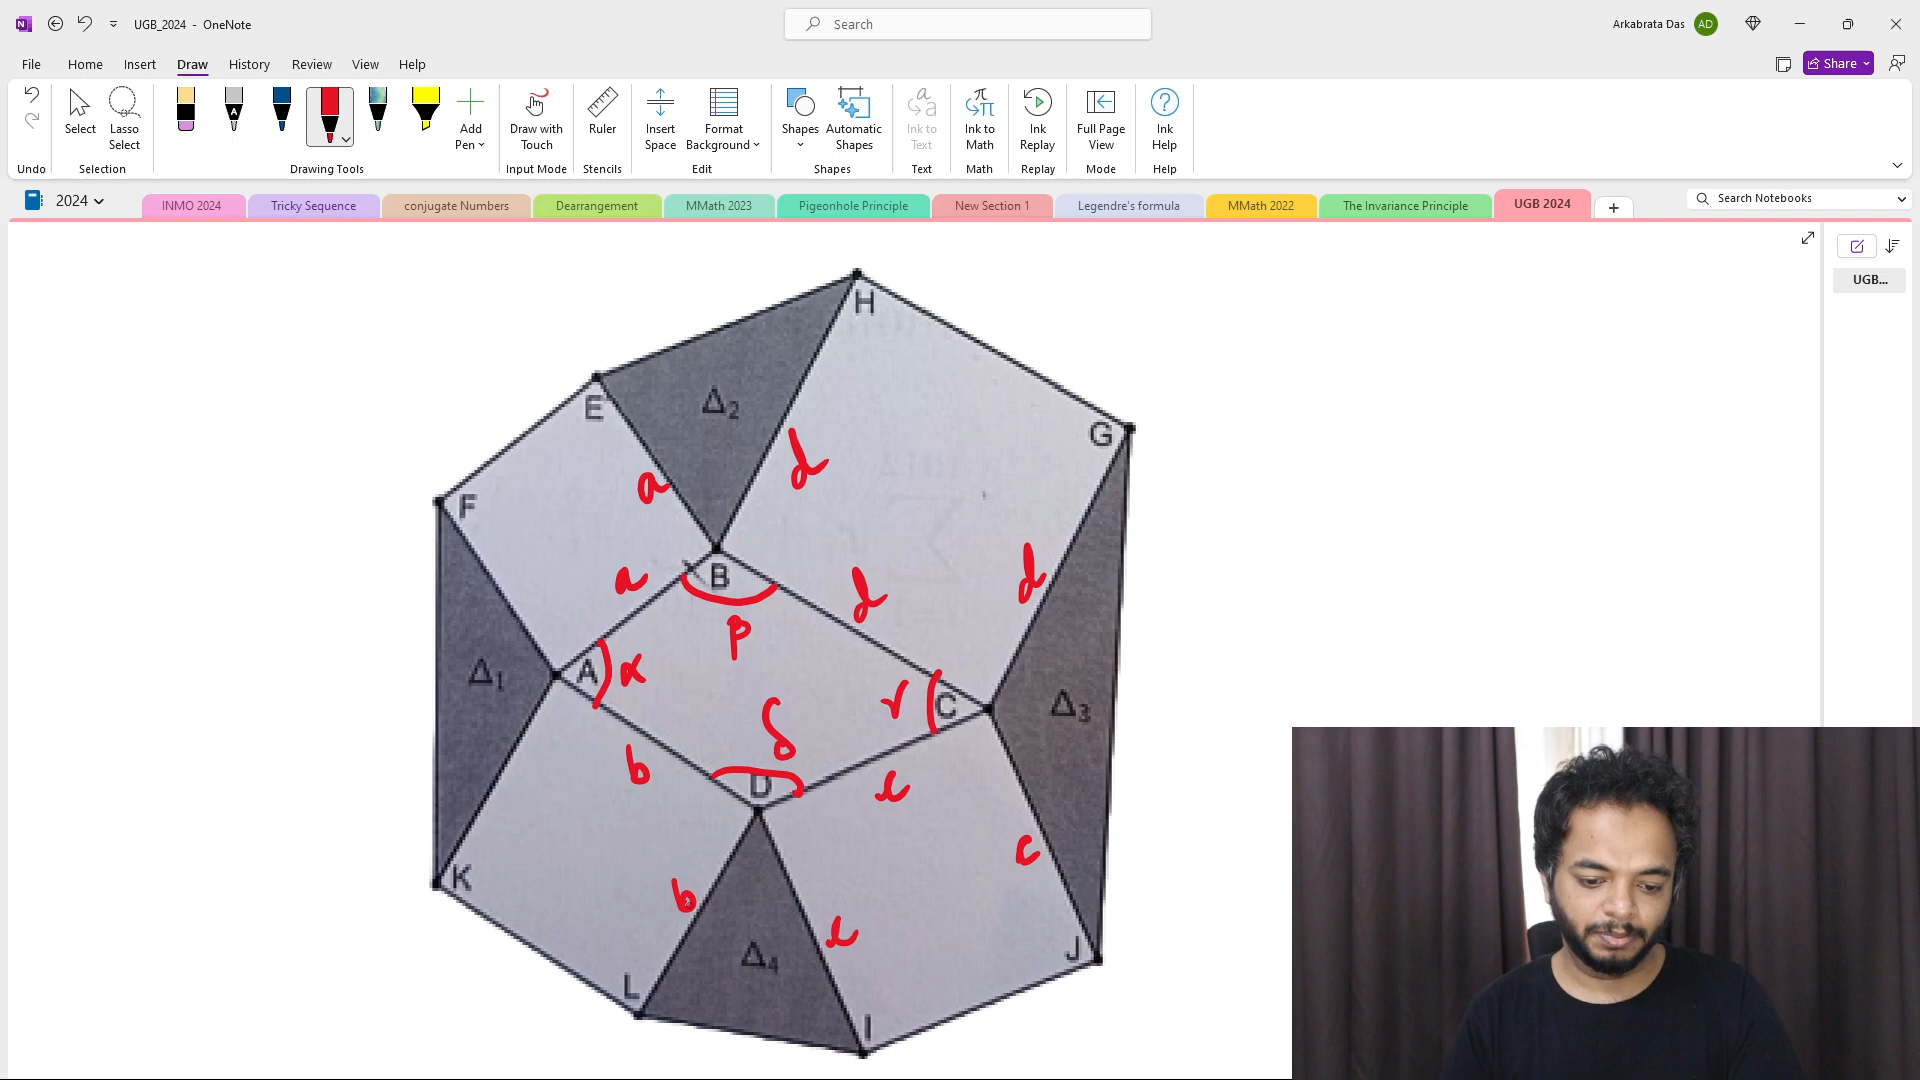 UGB_2024 - OneNote
Search
Arkabrata Das AD
File Home Insert Draw History Review View Help
Share
Select
Lasso Select
Add Pen
Draw with Touch
Ruler
Insert Space
Format Background
Shapes
Automatic Shapes
Ink to Text
Ink to Math
Ink Replay
Full Page View
Ink Help
Undo Selection Drawing Tools Input Mode Stencils Edit Shapes Text Math Replay Mode Help
2024
INMO 2024 Tricky Sequence conjugate Numbers Dearrangement MMath 2023 Pigeonhole Principle New Section 1 Legendre's formula MMath 2022 The Invariance Principle UGB 2024 +
Search Notebooks
UGB...
H
E Δ₂ G
d
a
F
a B d d
β
Δ₁ A α γ C Δ₃
δ
b D c
c
K b c
Δ₄ J
L I